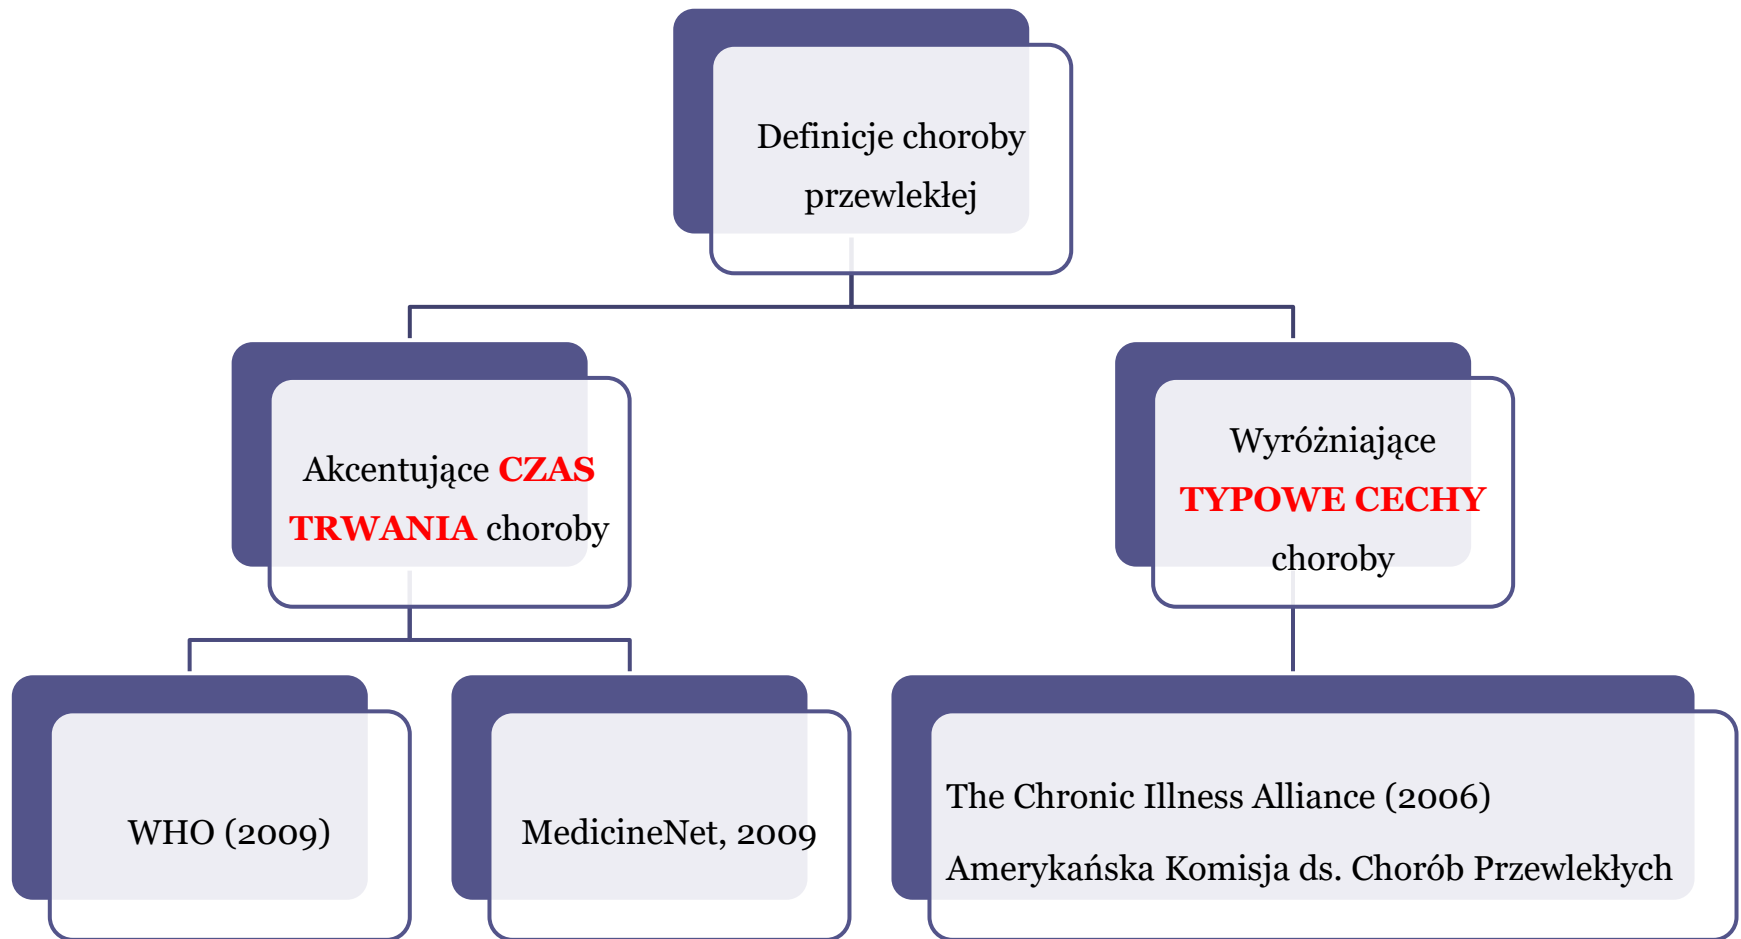 Definicje choroby
przewlekłej
Akcentujące CZAS
TRWANIA choroby
Wyróżniające
TYPOWE CECHY
choroby
WHO (2009)
MedicineNet, 2009
The Chronic Illness Alliance (2006)
Amerykańska Komisja ds. Chorób Przewlekłych